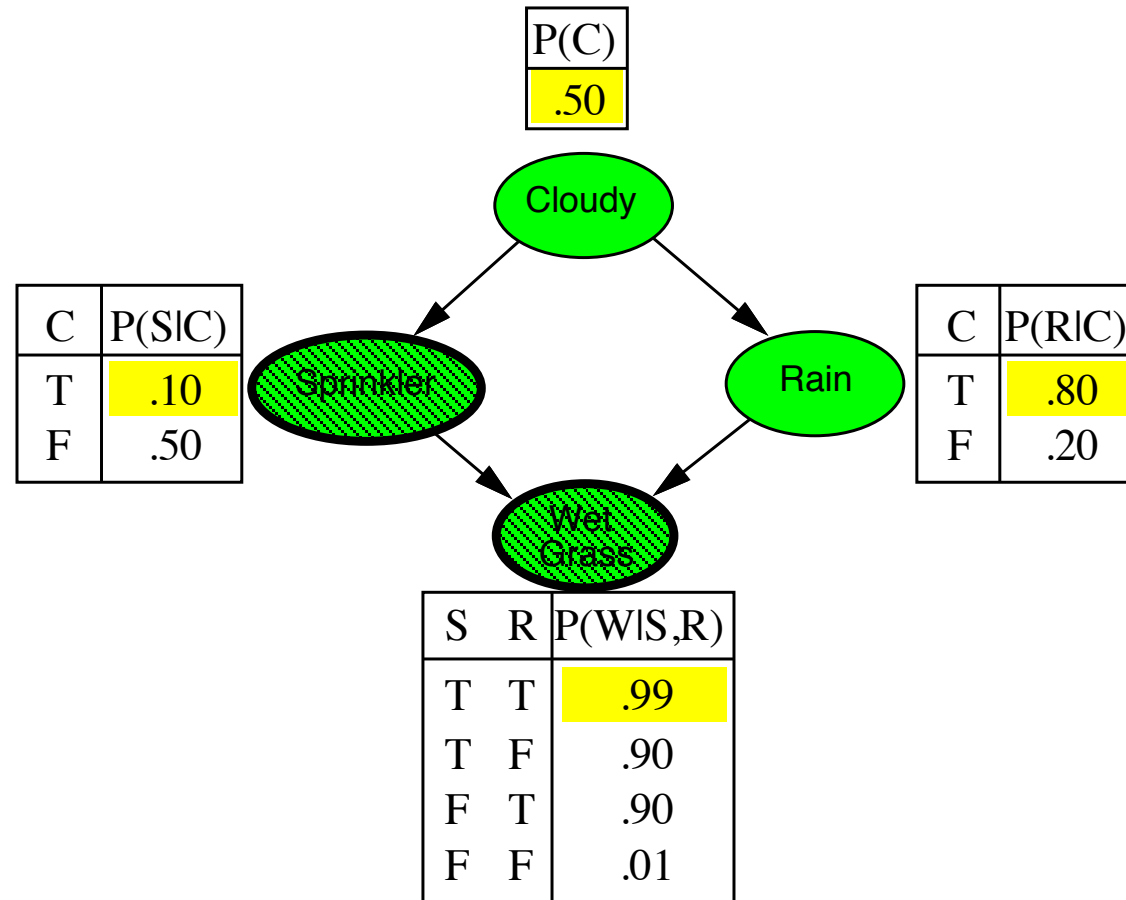 P(C)
.50
Cloudy
C P(S|C)
T .10
F .50
Sprinkler
Rain
C P(R|C)
T .80
F .20
Wet
Grass
S R P(W|S,R)
T T .99
T F .90
F T .90
F F .01